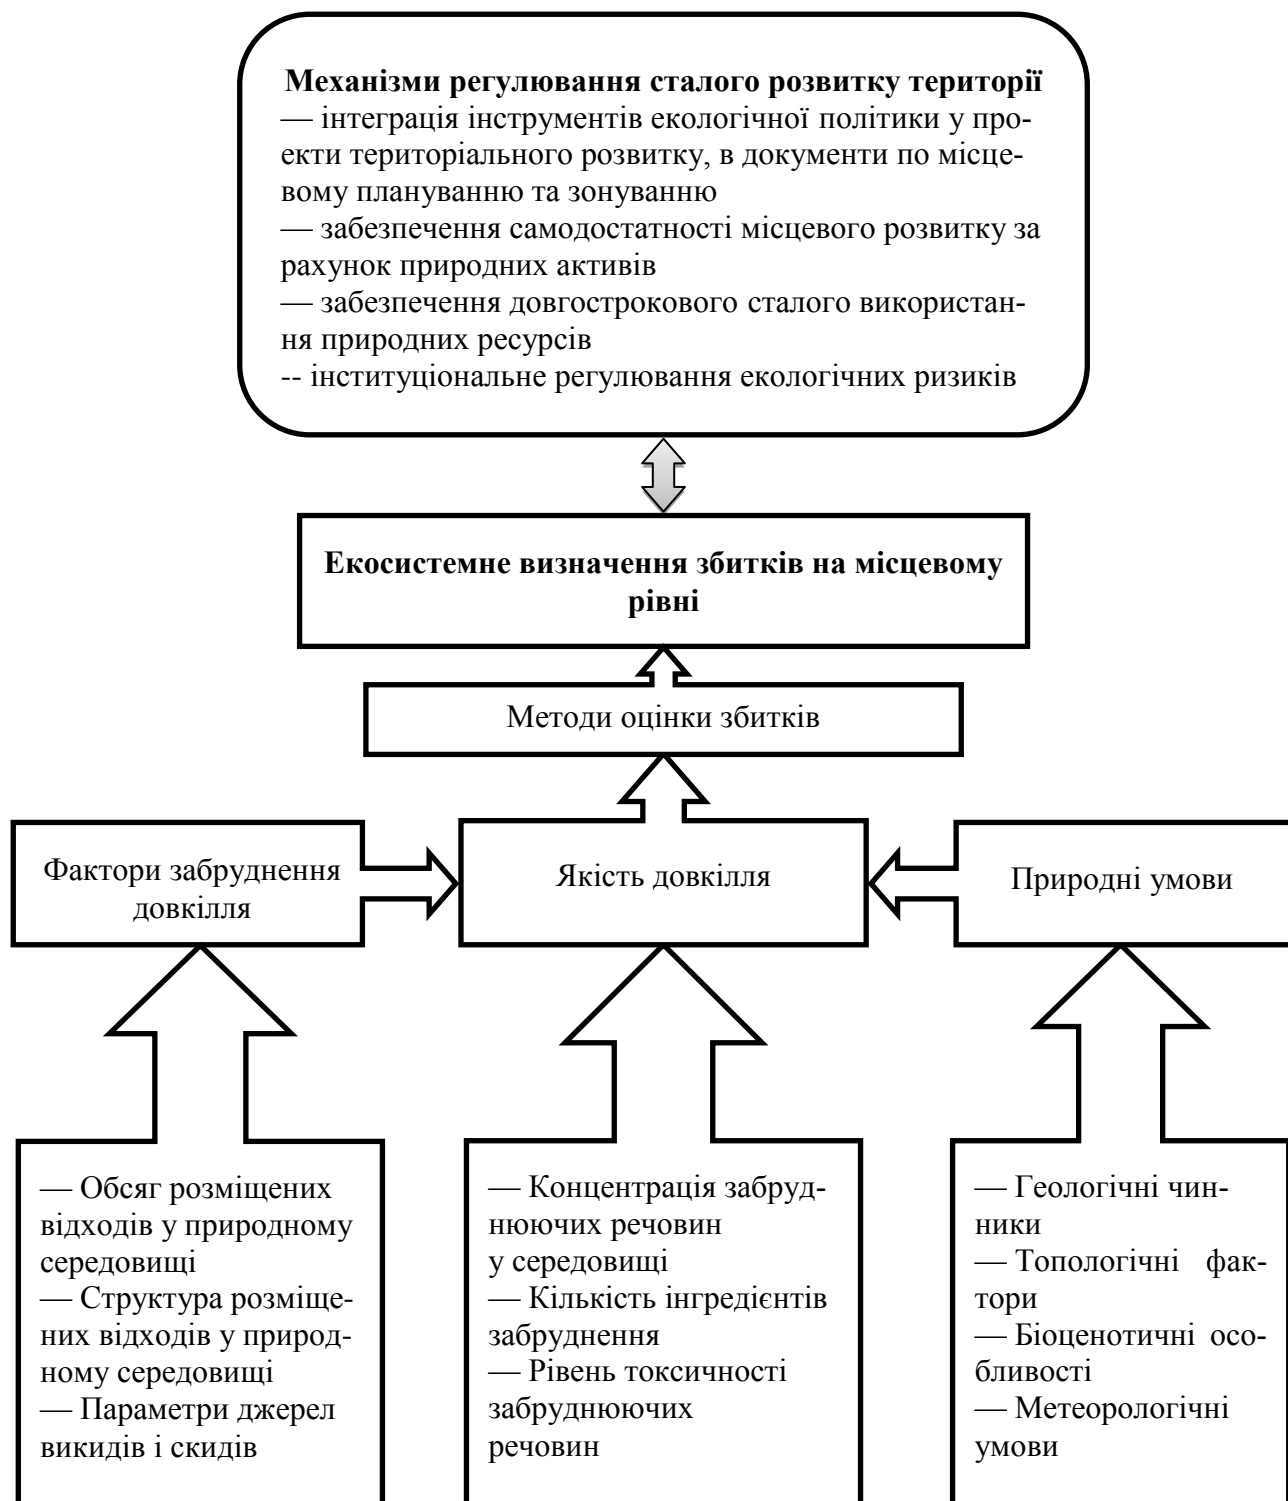 Механізми регулювання сталого розвитку території
— інтеграція інструментів екологічної політики у про-
екти територіального розвитку, в документи по місце-
вому плануванню та зонуванню
— забезпечення самодостатності місцевого розвитку за
рахунок природних активів
— забезпечення довгострокового сталого використан-
ня природних ресурсів
-- інституціональне регулювання екологічних ризиків
Екосистемне визначення збитків на місцевому
рівні
Методи оцінки збитків
Фактори забруднення
довкілля
Якість довкілля
Природні умови
— Обсяг розміщених
відходів у природному
середовищі
— Структура розміще-
них відходів у природ-
ному середовищі
— Параметри джерел
викидів і скидів
— Концентрація забруд-
нюючих речовин
у середовищі
— Кількість інгредієнтів
забруднення
— Рівень токсичності
забруднюючих
речовин
— Геологічні чин-
ники
— Топологічні фак-
тори
— Біоценотичні осо-
бливості
— Метеорологічні
умови